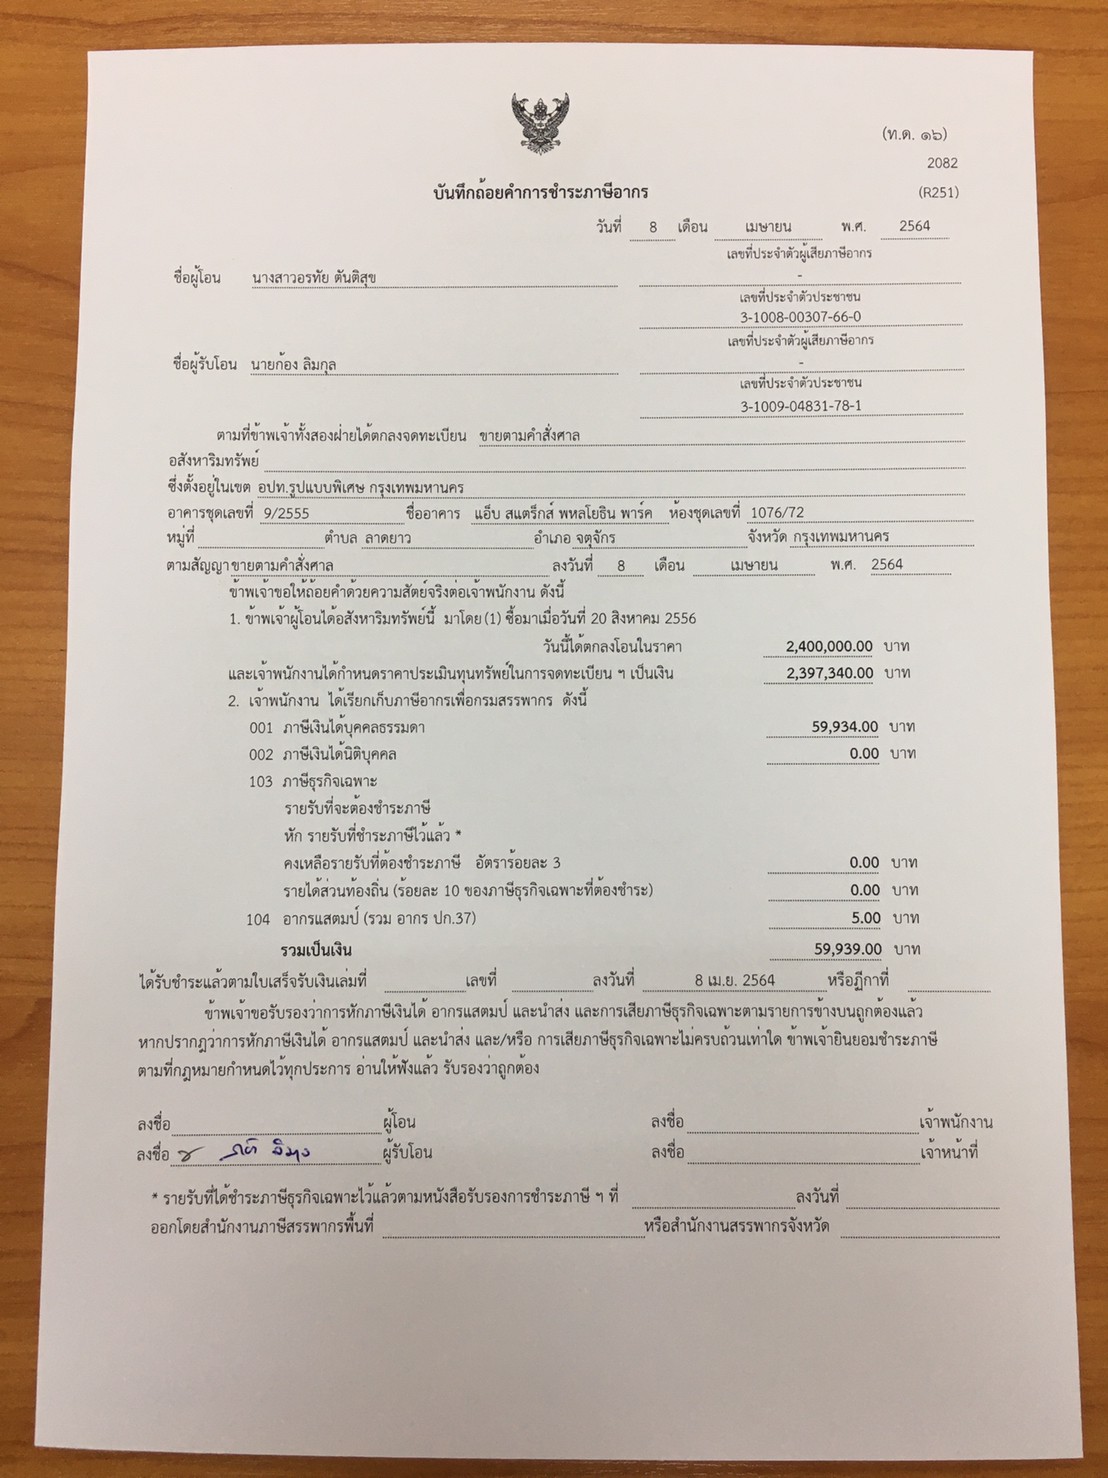 (ท.ด. ๑๖)
2082
บันทึกถ้อยคำการชำระภาษีอากร (R251)
วันที่ 8 เดือน เมษายน พ.ศ. 2564
เลขที่ประจำตัวผู้เสียภาษีอากร
ชื่อผู้โอน นางสาวอรทัย ตันติสุข -
เลขที่ประจำตัวประชาชน
3-1008-00307-66-0
เลขที่ประจำตัวผู้เสียภาษีอากร
ชื่อผู้รับโอน นายก้อง ลิมกุล -
เลขที่ประจำตัวประชาชน
3-1009-04831-78-1
ตามที่ข้าพเจ้าทั้งสองฝ่ายได้ตกลงจดทะเบียน ขายตามคำสั่งศาล
อสังหาริมทรัพย์
ซึ่งตั้งอยู่ในเขต อปท.รูปแบบพิเศษ กรุงเทพมหานคร
อาคารชุดเลขที่ 9/2555 ชื่ออาคาร แอ็บ สแตร็กส์ พหลโยธิน พาร์ค ห้องชุดเลขที่ 1076/72
หมู่ที่ ตำบล ลาดยาว อำเภอ จตุจักร จังหวัด กรุงเทพมหานคร
ตามสัญญา ขายตามคำสั่งศาล ลงวันที่ 8 เดือน เมษายน พ.ศ. 2564
ข้าพเจ้าขอให้ถ้อยคำด้วยความสัตย์จริงต่อเจ้าพนักงาน ดังนี้
1. ข้าพเจ้าผู้โอนได้อสังหาริมทรัพย์นี้ มาโดย (1) ซื้อมาเมื่อวันที่ 20 สิงหาคม 2556
วันนี้ได้ตกลงโอนในราคา 2,400,000.00 บาท
และเจ้าพนักงานได้กำหนดราคาประเมินทุนทรัพย์ในการจดทะเบียน ฯ เป็นเงิน 2,397,340.00 บาท
2. เจ้าพนักงาน ได้เรียกเก็บภาษีอากรเพื่อกรมสรรพากร ดังนี้
001 ภาษีเงินได้บุคคลธรรมดา 59,934.00 บาท
002 ภาษีเงินได้นิติบุคคล 0.00 บาท
103 ภาษีธุรกิจเฉพาะ
รายรับที่จะต้องชำระภาษี
หัก รายรับที่ชำระภาษีไว้แล้ว *
คงเหลือรายรับที่ต้องชำระภาษี อัตราร้อยละ 3 0.00 บาท
รายได้ส่วนท้องถิ่น (ร้อยละ 10 ของภาษีธุรกิจเฉพาะที่ต้องชำระ) 0.00 บาท
104 อากรแสตมป์ (รวม อากร ปก.37) 5.00 บาท
รวมเป็นเงิน 59,939.00 บาท
ได้รับชำระแล้วตามใบเสร็จรับเงินเล่มที่ เลขที่ ลงวันที่ 8 เม.ย. 2564 หรือฎีกาที่
ข้าพเจ้าขอรับรองว่าการหักภาษีเงินได้ อากรแสตมป์ และนำส่ง และการเสียภาษีธุรกิจเฉพาะตามรายการข้างบนถูกต้องแล้ว
หากปรากฏว่าการหักภาษีเงินได้ อากรแสตมป์ และนำส่ง และ/หรือ การเสียภาษีธุรกิจเฉพาะไม่ครบถ้วนเท่าใด ข้าพเจ้ายินยอมชำระภาษี
ตามที่กฎหมายกำหนดไว้ทุกประการ อ่านให้ฟังแล้ว รับรองว่าถูกต้อง
ลงชื่อ ผู้โอน ลงชื่อ เจ้าพนักงาน
ลงชื่อ ผู้รับโอน ลงชื่อ เจ้าหน้าที่
* รายรับที่ได้ชำระภาษีธุรกิจเฉพาะไว้แล้วตามหนังสือรับรองการชำระภาษี ฯ ที่ ลงวันที่
ออกโดยสำนักงานภาษีสรรพากรพื้นที่ หรือสำนักงานสรรพากรจังหวัด